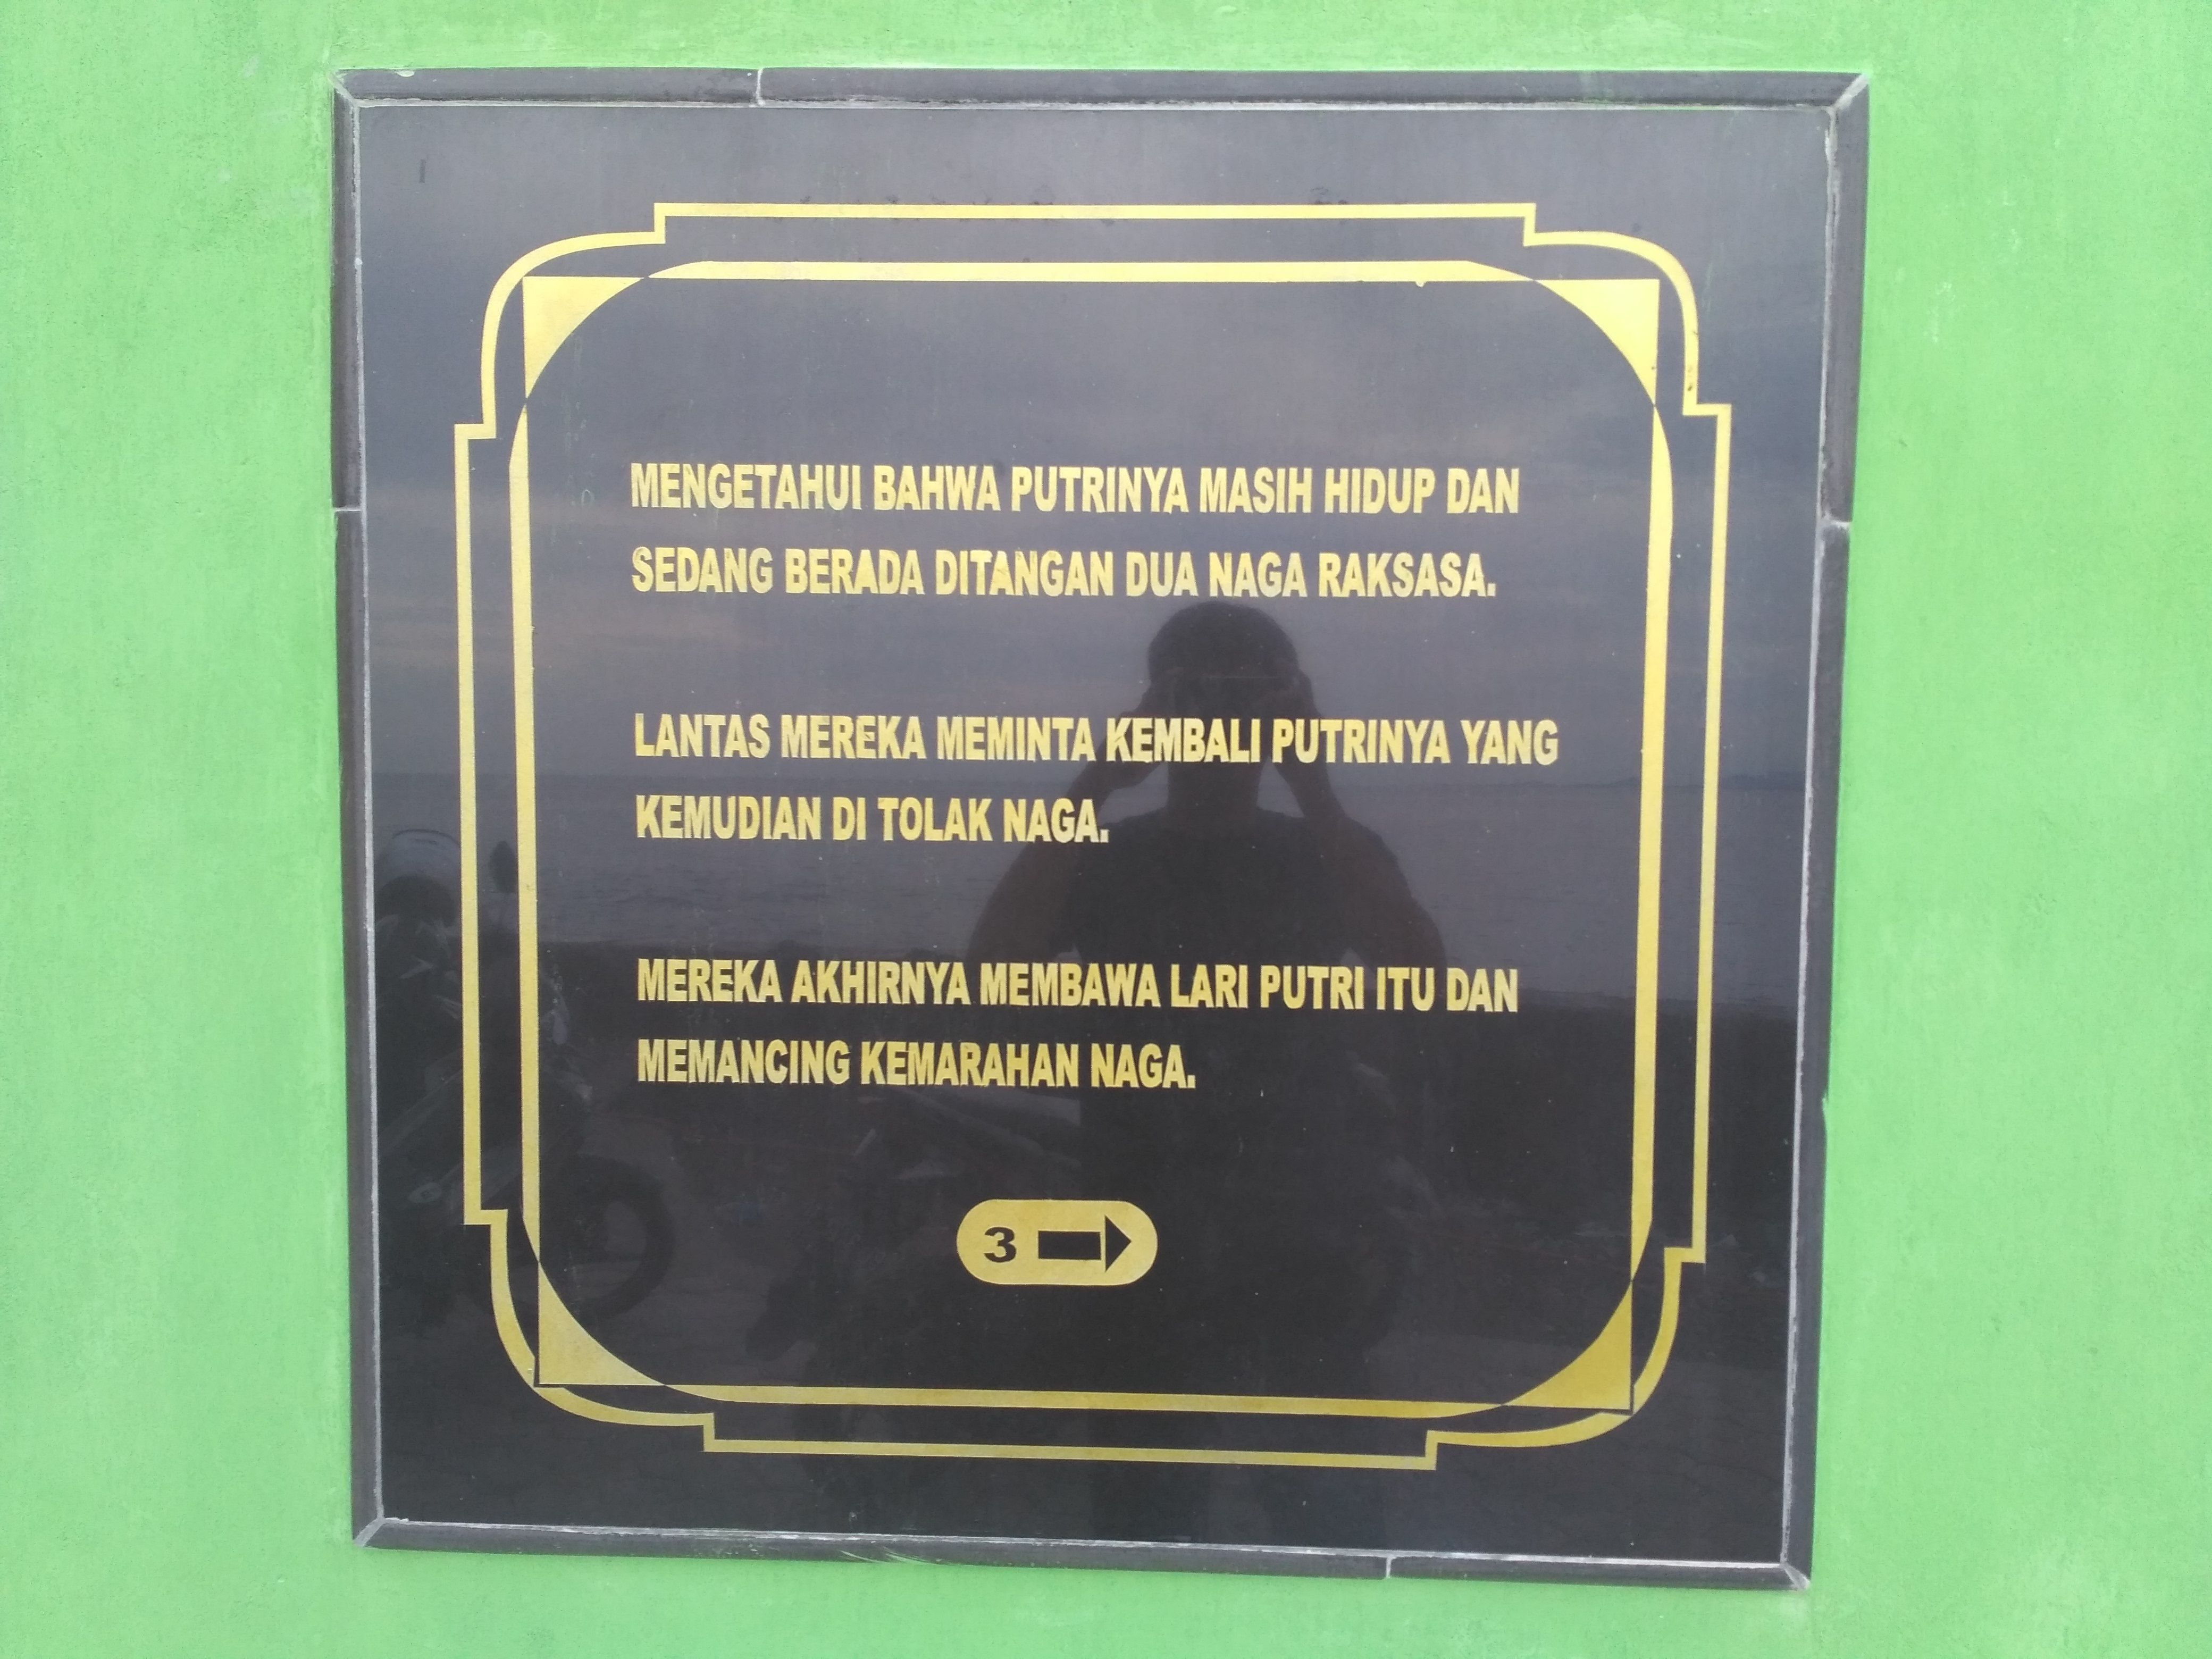 MENGETAHUI BAHWA PUTRINYA MASIH HIDUP DAN
SEDANG BERADA DITANGAN DUA NAGA RAKSASA.
LANTAS MEREKA MEMINTA KEMBALI PUTRINYA YANG
KEMUDIAN DI TOLAK NAGA.
MEREKA AKHIRNYA MEMBAWA LARI PUTRI ITU DAN
MEMANCING KEMARAHAN NAGA.
3